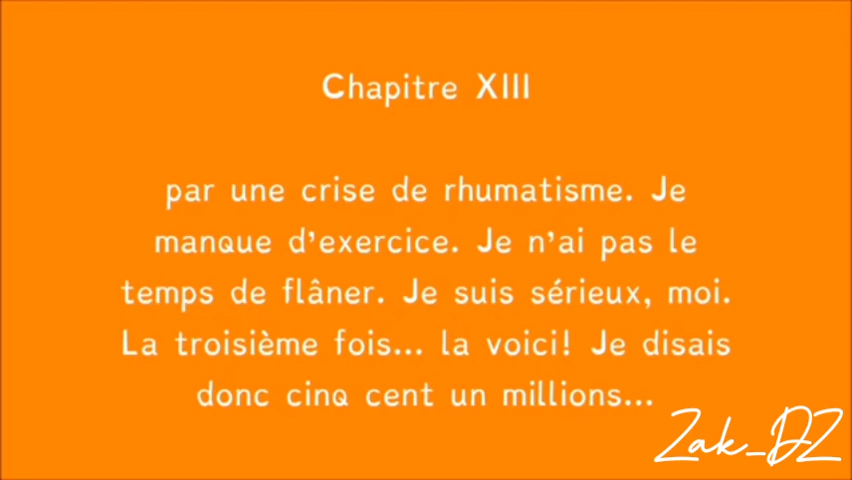 Chapitre XIII
par une crise de rhumatisme. Je
manque d'exercice. Je n'ai pas le
temps de flâner. Je suis sérieux, moi.
La troisième fois... la voici! Je disais
donc cinq cent un millions...
Zak_DZ